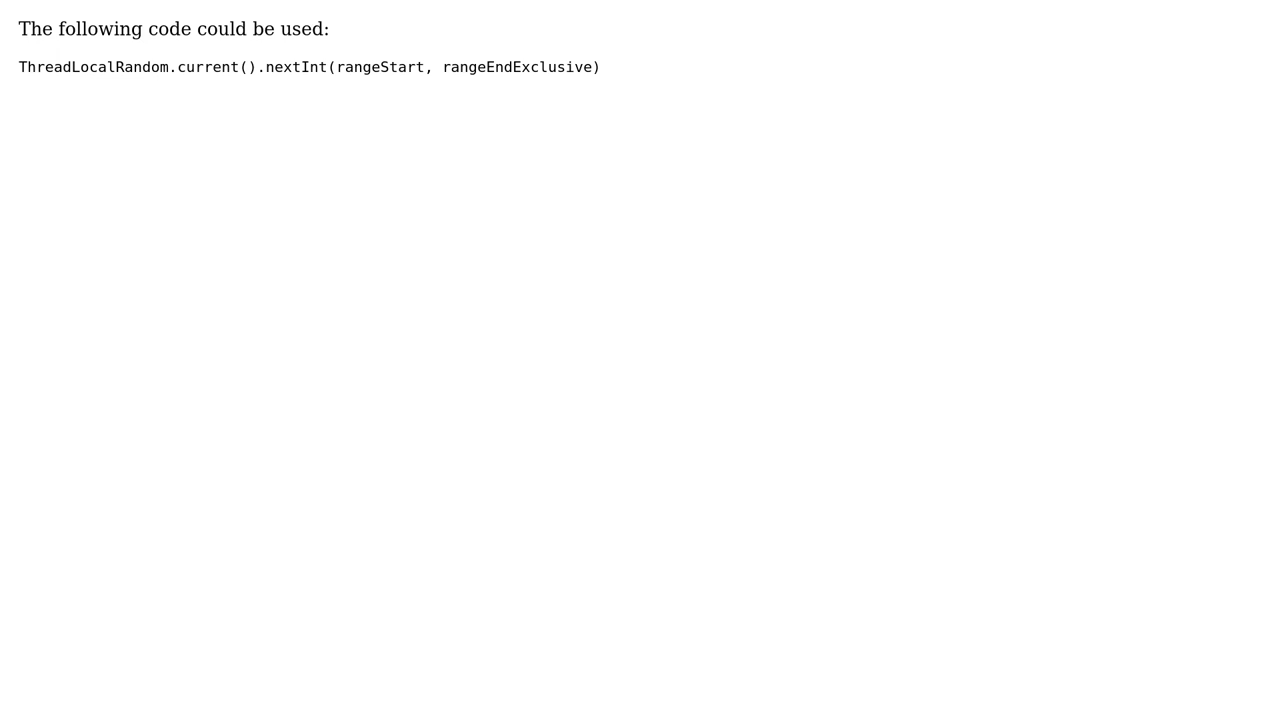 The following code could be used:
ThreadLocalRandom.current().nextInt(rangeStart, rangeEndExclusive)